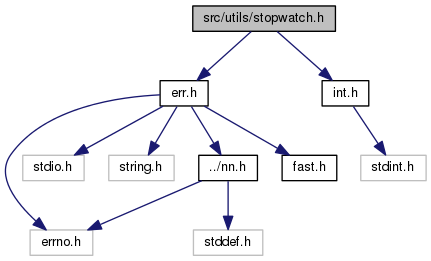 src/utils/stopwatch.h
err.h
int.h
stdio.h
string.h
../nn.h
fast.h
stdint.h
errno.h
stddef.h